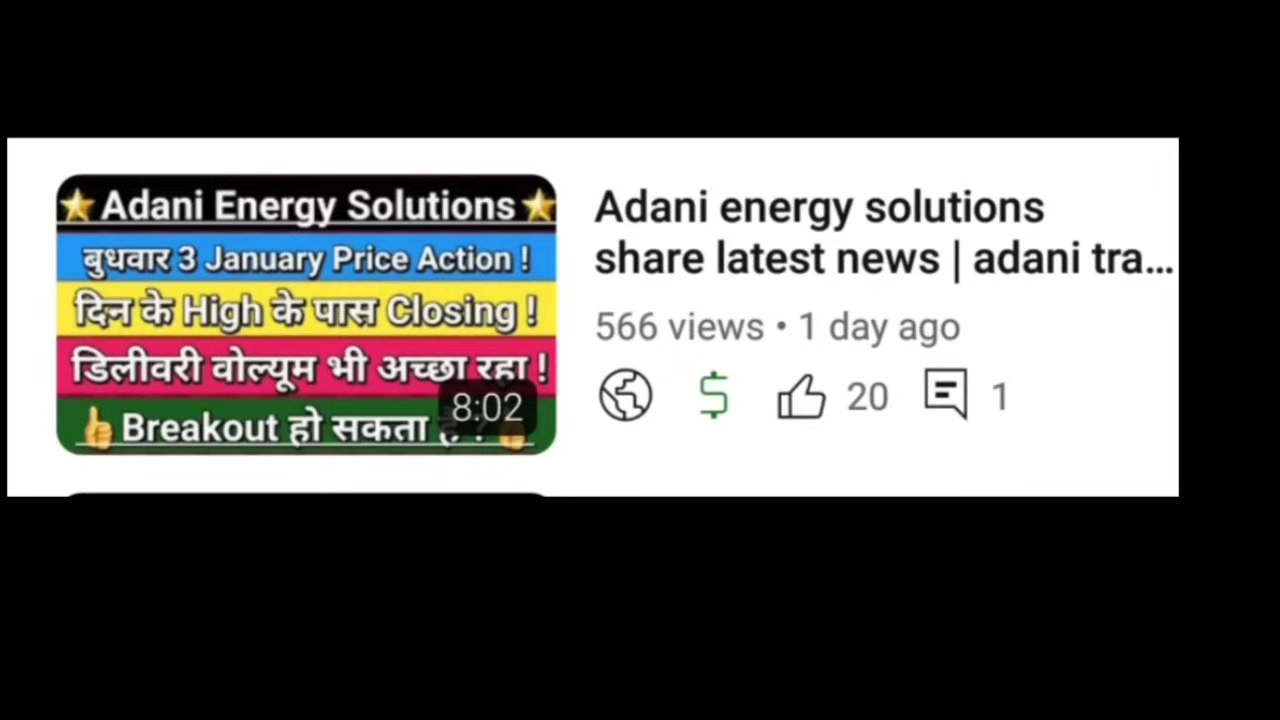 ⭐Adani Energy Solutions⭐
बुधवार 3 January Price Action !
दिन के High के पास Closing !
डिलीवरी वोल्यूम भी अच्छा रहा !
👍Breakout हो सकता है ?👍
8:02
Adani energy solutions
share latest news | adani tra...
566 views • 1 day ago
20 1